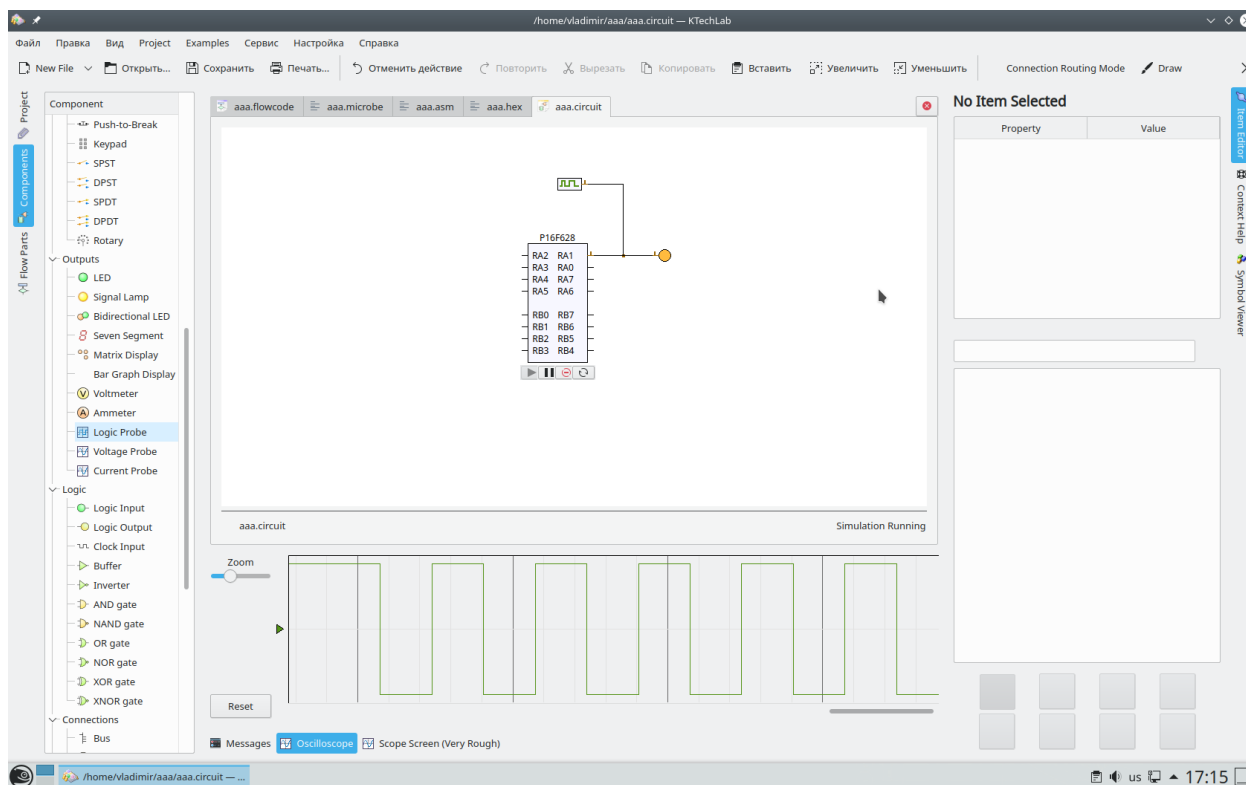 /home/vladimir/aaa/aaa.circuit — KTechLab
Файл Правка Вид Project Examples Сервис Настройка Справка
New File Открыть... Сохранить Печать... Отменить действие Повторить Вырезать Копировать Вставить Увеличить Уменьшить Connection Routing Mode Draw
Project
Components
Flow Parts
Component
Push-to-Break
Keypad
SPST
DPST
SPDT
DPDT
Rotary
Outputs
LED
Signal Lamp
Bidirectional LED
Seven Segment
Matrix Display
Bar Graph Display
Voltmeter
Ammeter
Logic Probe
Voltage Probe
Current Probe
Logic
Logic Input
Logic Output
Clock Input
Buffer
Inverter
AND gate
NAND gate
OR gate
NOR gate
XOR gate
XNOR gate
Connections
Bus
aaa.flowcode aaa.microbe aaa.asm aaa.hex aaa.circuit
P16F628
RA2 RA1
RA3 RA0
RA4 RA7
RA5 RA6
RB0 RB7
RB1 RB6
RB2 RB5
RB3 RB4
aaa.circuit Simulation Running
Zoom
Reset
Messages Oscilloscope Scope Screen (Very Rough)
No Item Selected
Property Value
Item Editor
Context Help
Symbol Viewer
/home/vladimir/aaa/aaa.circuit — ...
us 17:15